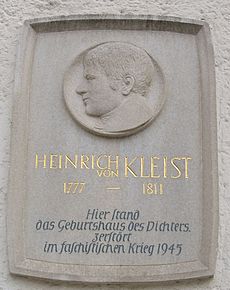 HEINRICH
VON KLEIST
1777 — 1811
Hier stand
das Geburtshaus des Dichters,
zerstört
im faschistischen Krieg 1945